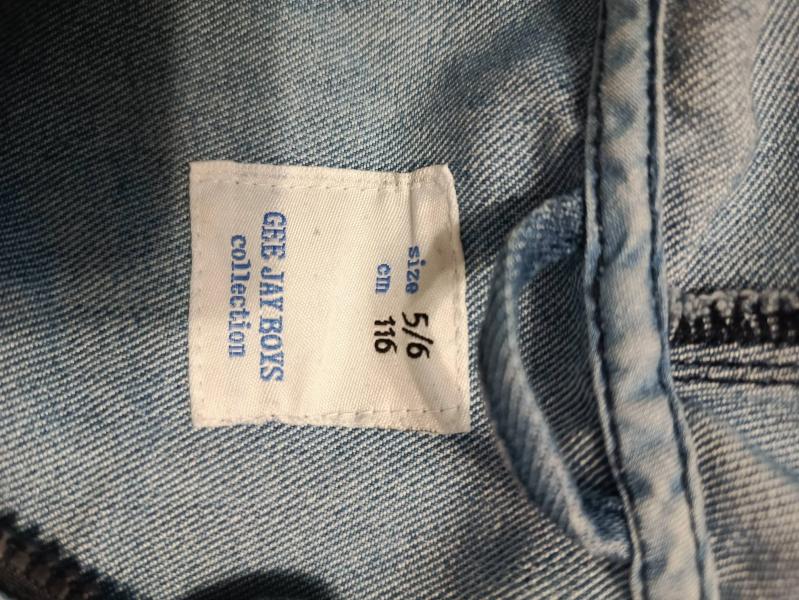 size 5/6
cm 116
GEE JAY BOYS
collection